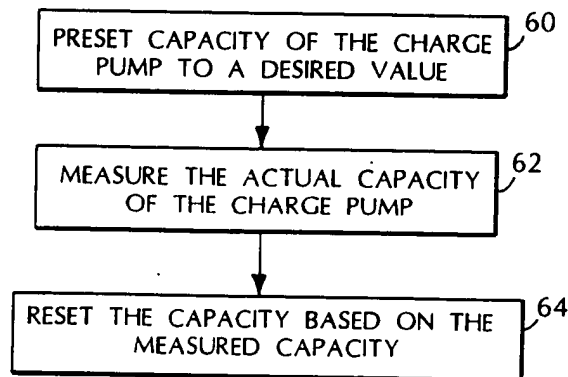 PRESET CAPACITY OF THE CHARGE
PUMP TO A DESIRED VALUE
60
MEASURE THE ACTUAL CAPACITY
OF THE CHARGE PUMP
62
RESET THE CAPACITY BASED ON THE
MEASURED CAPACITY
64